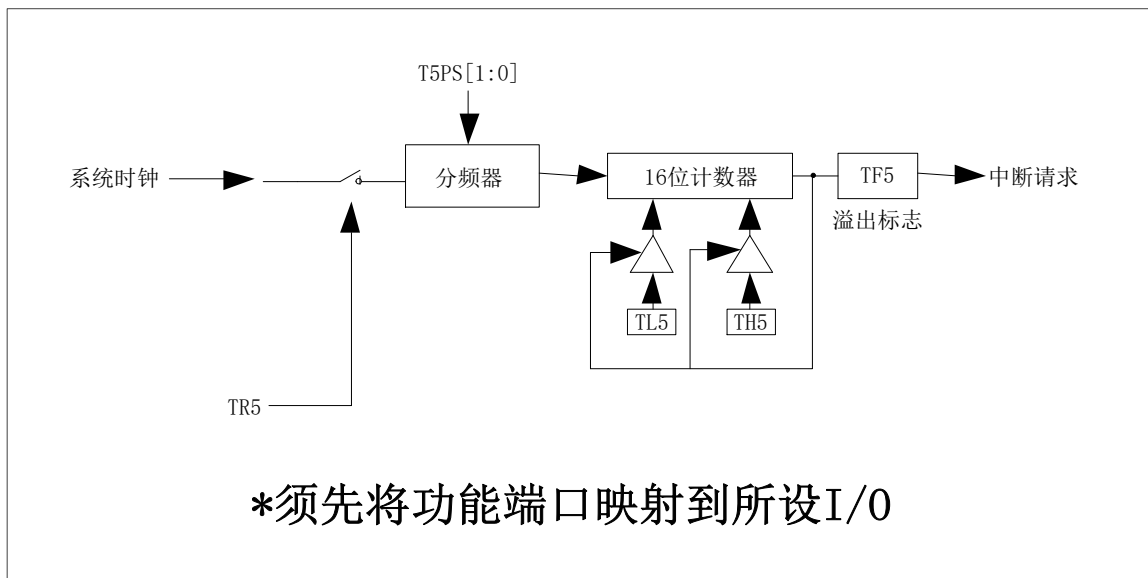 T5PS[1:0]
系统时钟
分频器
16位计数器
TF5
中断请求
溢出标志
TL5
TH5
TR5
*须先将功能端口映射到所设I/O